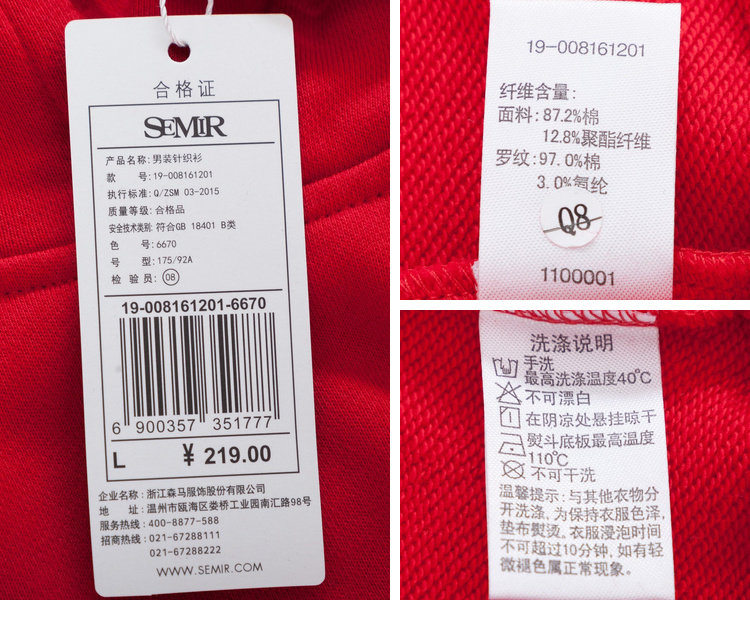 合格证
SEMIR
产品名称:男装针织衫
款 号:19-008161201
执行标准:Q/ZSM 03-2015
质量等级:合格品
安全技术类别:符合GB 18401 B类
色 号:6670
号 型:175/92A
检 验 员:08
19-008161201-6670
6 900357 351777
L ¥ 219.00
企业名称:浙江森马服饰股份有限公司
地 址:温州市瓯海区娄桥工业园南汇路98号
服务热线:400-8877-588
招商热线:021-67288111
021-67288222
WWW.SEMIR.COM
19-008161201
纤维含量:
面料:87.2%棉
12.8%聚酯纤维
罗纹:97.0%棉
3.0%氨纶
Q8
1100001
洗涤说明
手洗
最高洗涤温度40℃
不可漂白
在阴凉处悬挂晾干
熨斗底板最高温度
110℃
不可干洗
温馨提示:与其他衣物分
开洗涤,为保持衣服色泽,
垫布熨烫。衣服浸泡时间
不可超过10分钟,如有轻
微褪色属正常现象。